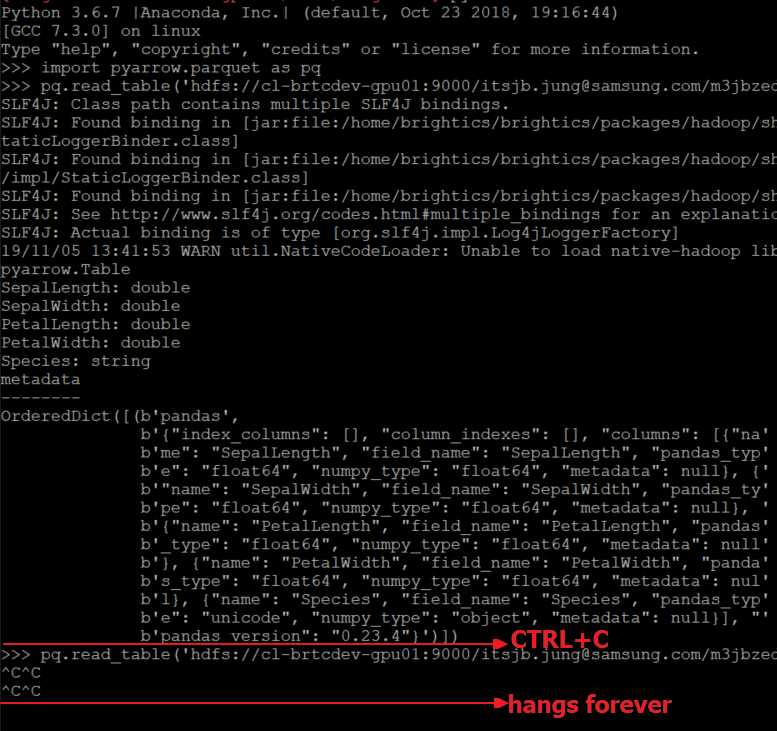 Python 3.6.7 |Anaconda, Inc.| (default, Oct 23 2018, 19:16:44)
[GCC 7.3.0] on linux
Type "help", "copyright", "credits" or "license" for more information.
>>> import pyarrow.parquet as pq
>>> pq.read_table('hdfs://cl-brtcdev-gpu01:9000/itsjb.jung@samsung.com/m3jbzec
SLF4J: Class path contains multiple SLF4J bindings.
SLF4J: Found binding in [jar:file:/home/brightics/brightics/packages/hadoop/sh
taticLoggerBinder.class]
SLF4J: Found binding in [jar:file:/home/brightics/brightics/packages/hadoop/sh
/impl/StaticLoggerBinder.class]
SLF4J: Found binding in [jar:file:/home/brightics/brightics/packages/hadoop/sh
SLF4J: See http://www.slf4j.org/codes.html#multiple_bindings for an explanatio
SLF4J: Actual binding is of type [org.slf4j.impl.Log4jLoggerFactory]
19/11/05 13:41:53 WARN util.NativeCodeLoader: Unable to load native-hadoop lib
pyarrow.Table
SepalLength: double
SepalWidth: double
PetalLength: double
PetalWidth: double
Species: string
metadata
--------
OrderedDict([(b'pandas',
b'{"index_columns": [], "column_indexes": [], "columns": [{"na'
b'me": "SepalLength", "field_name": "SepalLength", "pandas_typ'
b'e": "float64", "numpy_type": "float64", "metadata": null}, {'
b'"name": "SepalWidth", "field_name": "SepalWidth", "pandas_ty'
b'pe": "float64", "numpy_type": "float64", "metadata": null}, '
b'{"name": "PetalLength", "field_name": "PetalLength", "pandas'
b'_type": "float64", "numpy_type": "float64", "metadata": null'
b'}, {"name": "PetalWidth", "field_name": "PetalWidth", "panda'
b's_type": "float64", "numpy_type": "float64", "metadata": nul'
b'l}, {"name": "Species", "field_name": "Species", "pandas_typ'
b'e": "unicode", "numpy_type": "object", "metadata": null}], "'
b'pandas_version": "0.23.4"}')])
CTRL+C
>>> pq.read_table('hdfs://cl-brtcdev-gpu01:9000/itsjb.jung@samsung.com/m3jbzec
^C^C
^C^C
hangs forever